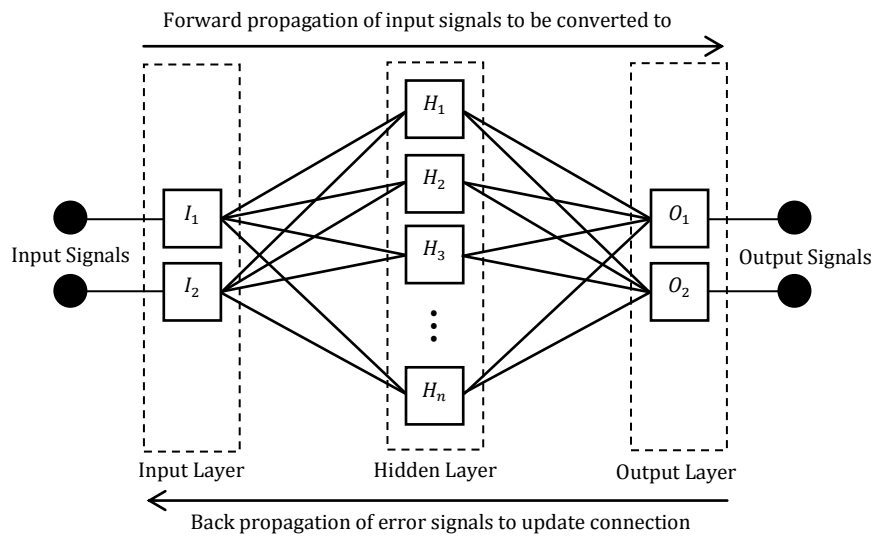 Forward propagation of input signals to be converted to
H₁
H₂
I₁
O₁
Input Signals
H₃
Output Signals
I₂
O₂
Hₙ
Input Layer
Hidden Layer
Output Layer
Back propagation of error signals to update connection